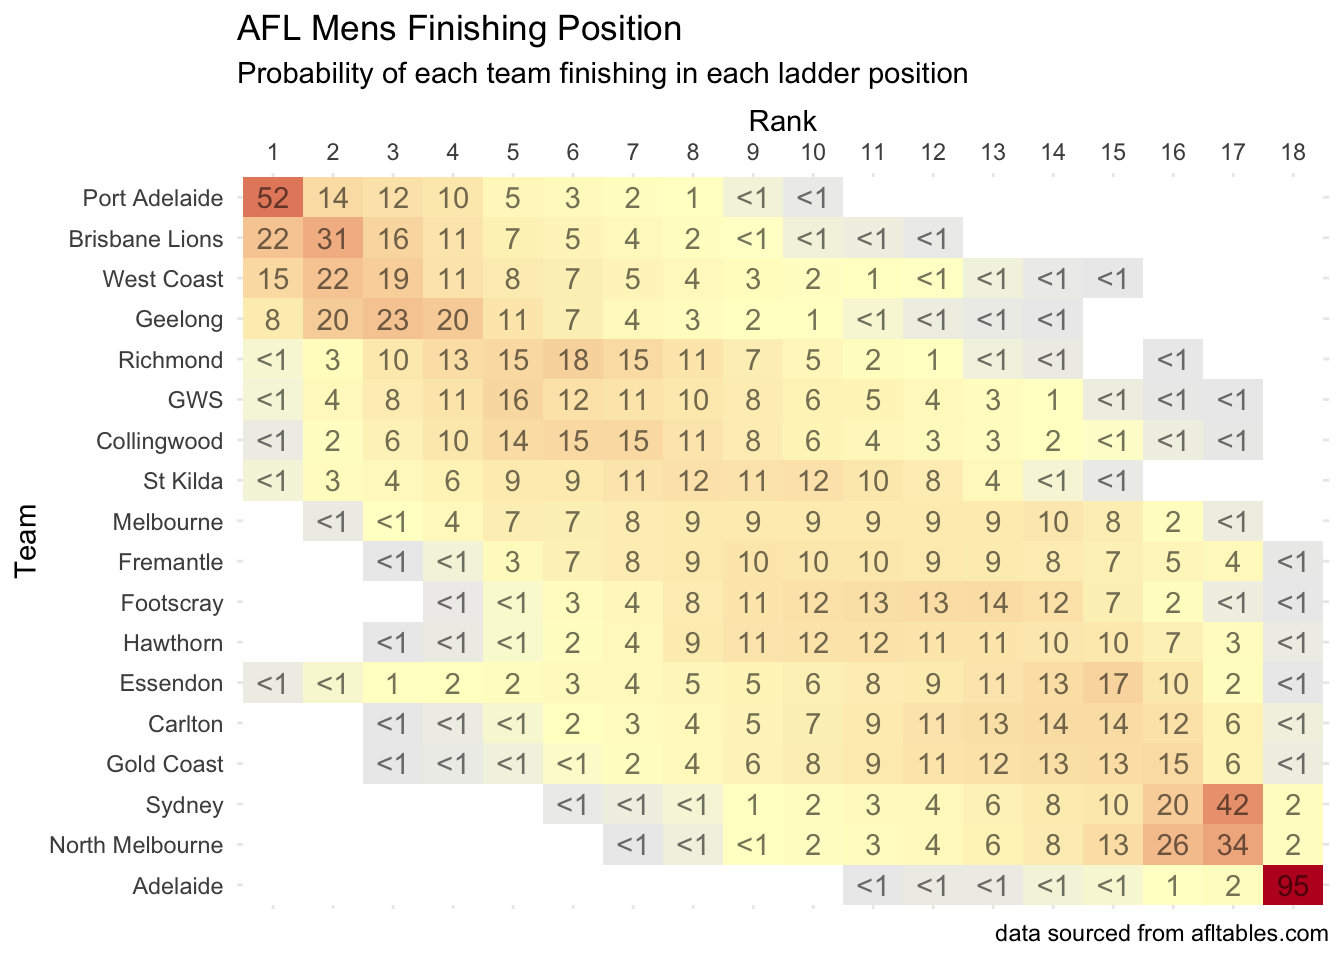 AFL Mens Finishing Position
Probability of each team finishing in each ladder position
Rank
1 2 3 4 5 6 7 8 9 10 11 12 13 14 15 16 17 18
Port Adelaide 52 14 12 10 5 3 2 1 <1 <1
Brisbane Lions 22 31 16 11 7 5 4 2 <1 <1 <1 <1
West Coast 15 22 19 11 8 7 5 4 3 2 1 <1 <1 <1 <1
Geelong 8 20 23 20 11 7 4 3 2 1 <1 <1 <1 <1
Richmond <1 3 10 13 15 18 15 11 7 5 2 1 <1 <1 <1
GWS <1 4 8 11 16 12 11 10 8 6 5 4 3 1 <1 <1 <1
Collingwood <1 2 6 10 14 15 15 11 8 6 4 3 3 2 <1 <1 <1
St Kilda <1 3 4 6 9 9 11 12 11 12 10 8 4 <1 <1
Melbourne <1 <1 4 7 7 8 9 9 9 9 9 9 10 8 2 <1
Fremantle <1 <1 3 7 8 9 10 10 10 9 9 8 7 5 4 <1
Footscray <1 <1 3 4 8 11 12 13 13 14 12 7 2 <1 <1
Hawthorn <1 <1 <1 2 4 9 11 12 12 11 11 10 10 7 3 <1
Essendon <1 <1 1 2 2 3 4 5 5 6 8 9 11 13 17 10 2 <1
Carlton <1 <1 <1 2 3 4 5 7 9 11 13 14 14 12 6 <1
Gold Coast <1 <1 <1 <1 2 4 6 8 9 11 12 13 13 15 6 <1
Sydney <1 <1 <1 1 2 3 4 6 8 10 20 42 2
North Melbourne <1 <1 <1 2 3 4 6 8 13 26 34 2
Adelaide <1 <1 <1 <1 <1 1 2 95
Team
data sourced from afltables.com